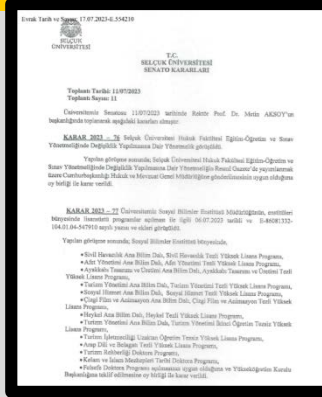 Evrak Tarih ve Sayısı: 17.07.2023-E.554210
SELÇUK
ÜNİVERSİTESİ
T.C.
SELÇUK ÜNİVERSİTESİ
SENATO KARARLARI
Toplantı Tarihi: 11/07/2023
Toplantı Sayısı: 11
Üniversitemiz Senatosu 11/07/2023 tarihinde Rektör Prof. Dr. Metin AKSOY'un
başkanlığında toplanarak aşağıdaki kararları almıştır:
KARAR 2023 – 76 Selçuk Üniversitesi Hukuk Fakültesi Eğitim-Öğretim ve Sınav
Yönetmeliğinde Değişiklik Yapılmasına Dair Yönetmelik görüşüldü.
Yapılan görüşme sonunda; Selçuk Üniversitesi Hukuk Fakültesi Eğitim-Öğretim ve
Sınav Yönetmeliğinde Değişiklik Yapılmasına Dair Yönetmeliğin Resmî Gazete'de yayımlanmak
üzere Cumhurbaşkanlığı Hukuk ve Mevzuat Genel Müdürlüğüne gönderilmesinin uygun olduğuna
oy birliği ile karar verildi.
KARAR 2023 – 77 Üniversitemiz Sosyal Bilimler Enstitüsü Müdürlüğünün, enstitüleri
bünyesinde lisansüstü programlar açılması ile ilgili 06.07.2023 tarihli ve
sayılı yazısı ve ekleri görüşüldü.
Yapılan görüşme sonunda; Sosyal Bilimler Enstitüsü bünyesinde,
• Sivil Havacılık Ana Bilim Dalı, Sivil Havacılık Tezli Yüksek Lisans Programı,
• Afet Yönetimi Ana Bilim Dalı, Afet Yönetimi Tezli Yüksek Lisans Programı,
• Ayakkabı Tasarımı ve Üretimi Ana Bilim Dalı, Ayakkabı Tasarımı ve Üretimi Tezli
Yüksek Lisans Programı,
• Turizm Yönetimi Ana Bilim Dalı, Turizm Yönetimi Tezli Yüksek Lisans Programı,
• Sosyal Hizmet Ana Bilim Dalı, Sosyal Hizmet Tezli Yüksek Lisans Programı,
• Çizgi Film ve Animasyon Ana Bilim Dalı, Çizgi Film ve Animasyon Tezli Yüksek
Lisans Programı,
• Heykel Ana Bilim Dalı, Heykel Tezli Yüksek Lisans Programı,
• Turizm Yönetimi Ana Bilim Dalı, Turizm Yönetimi İkinci Öğretim Tezsiz Yüksek
Lisans Programı,
• Turizm İşletmeciliği Uzaktan Öğretim Tezsiz Yüksek Lisans Programı,
• Arap Dili ve Belagatı Tezli Yüksek Lisans Programı,
• Turizm Rehberliği Doktora Programı,
• Kelam ve İslam Mezhepleri Tarihi Doktora Programı,
• Felsefe Doktora Programı açılmasının uygun olduğuna ve Yükseköğretim Kurulu
Başkanlığına teklif edilmesine oy birliği ile karar verildi.